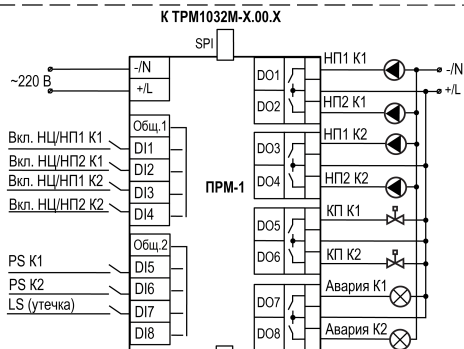 К ТРМ1032М-Х.00.Х
SPI
~220 В
-/N
+/L
Общ.1
Вкл. НЦ/НП1 К1
DI1
Вкл. НЦ/НП2 К1
DI2
Вкл. НЦ/НП1 К2
DI3
Вкл. НЦ/НП2 К2
DI4
Общ.2
PS К1
DI5
PS К2
DI6
LS (утечка)
DI7
DI8
ПРМ-1
DO1
НП1 К1
-/N
+/L
DO2
НП2 К1
DO3
НП1 К2
DO4
НП2 К2
DO5
КП К1
DO6
КП К2
DO7
Авария К1
DO8
Авария К2